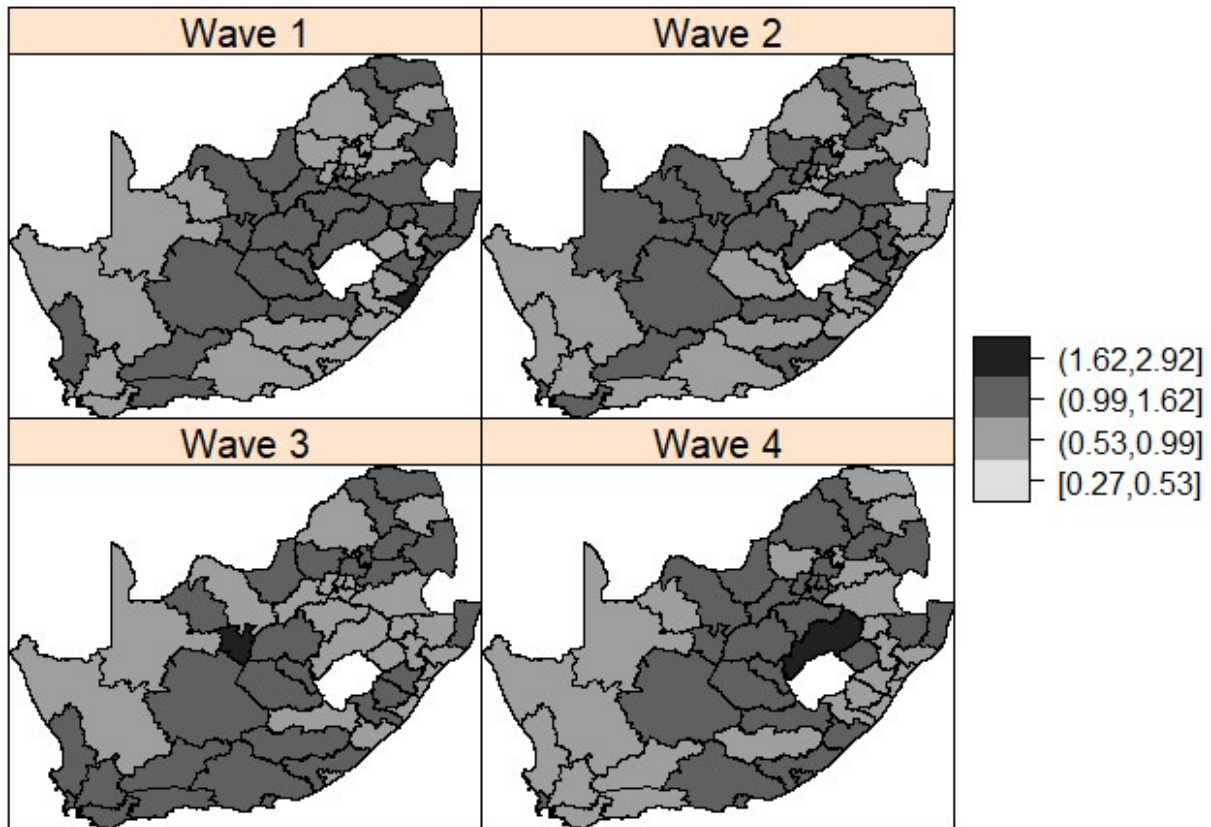 Wave 1
Wave 2
Wave 3
Wave 4
(1.62,2.92]
(0.99,1.62]
(0.53,0.99]
[0.27,0.53]